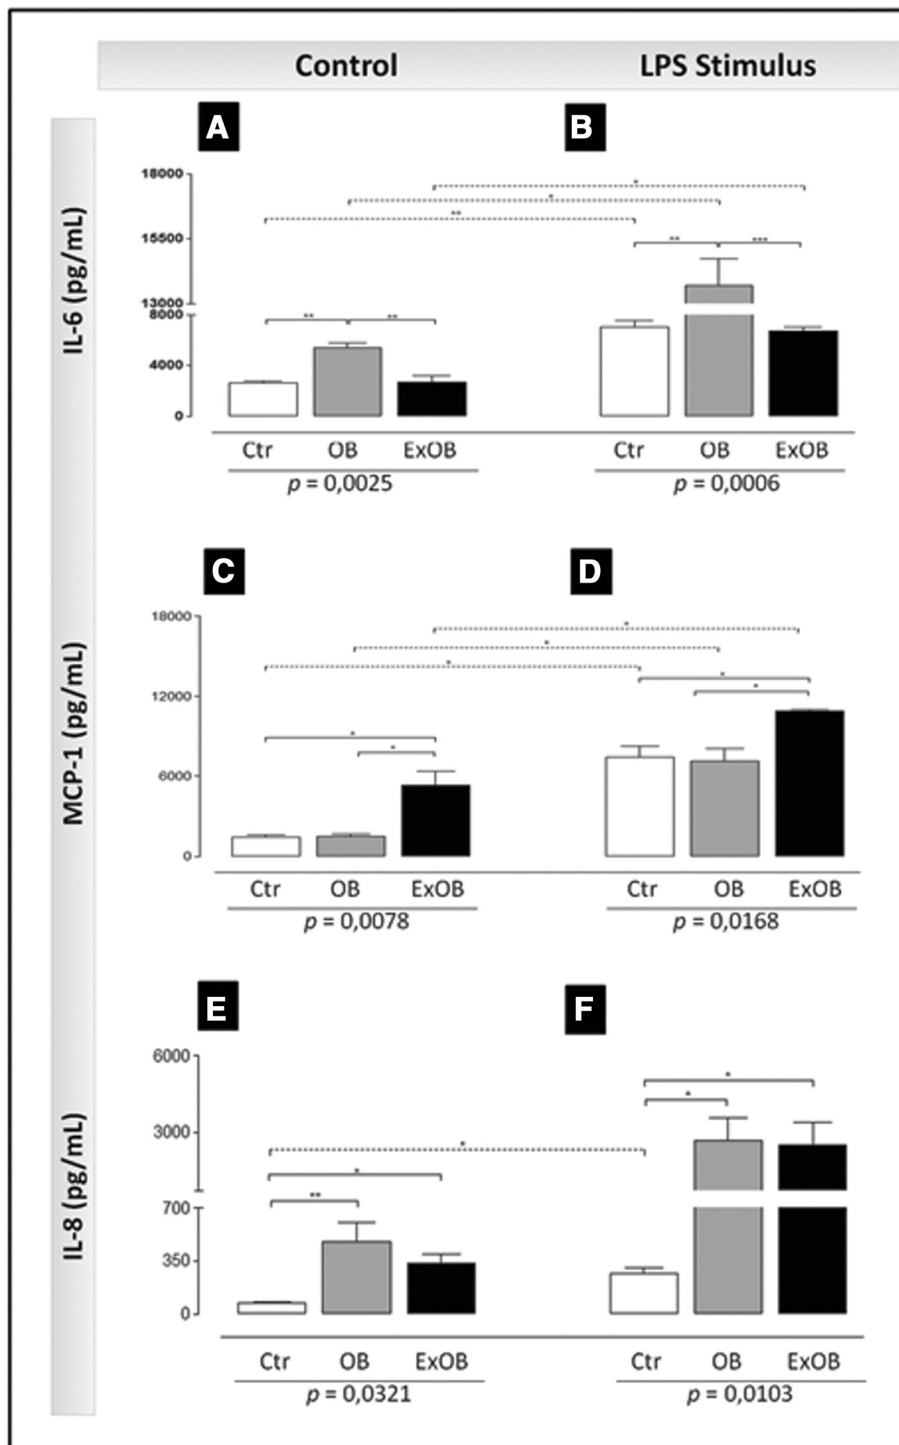 Control LPS Stimulus
A B
IL-6 (pg/mL)
18000
15500
13000
8000
4000
0
** ** * * ** ** ***
Ctr OB ExOB Ctr OB ExOB
p = 0,0025 p = 0,0006
C D
MCP-1 (pg/mL)
18000
12000
6000
0
* * * * * * *
Ctr OB ExOB Ctr OB ExOB
p = 0,0078 p = 0,0168
E F
IL-8 (pg/mL)
6000
3000
700
350
0
** * * * *
Ctr OB ExOB Ctr OB ExOB
p = 0,0321 p = 0,0103